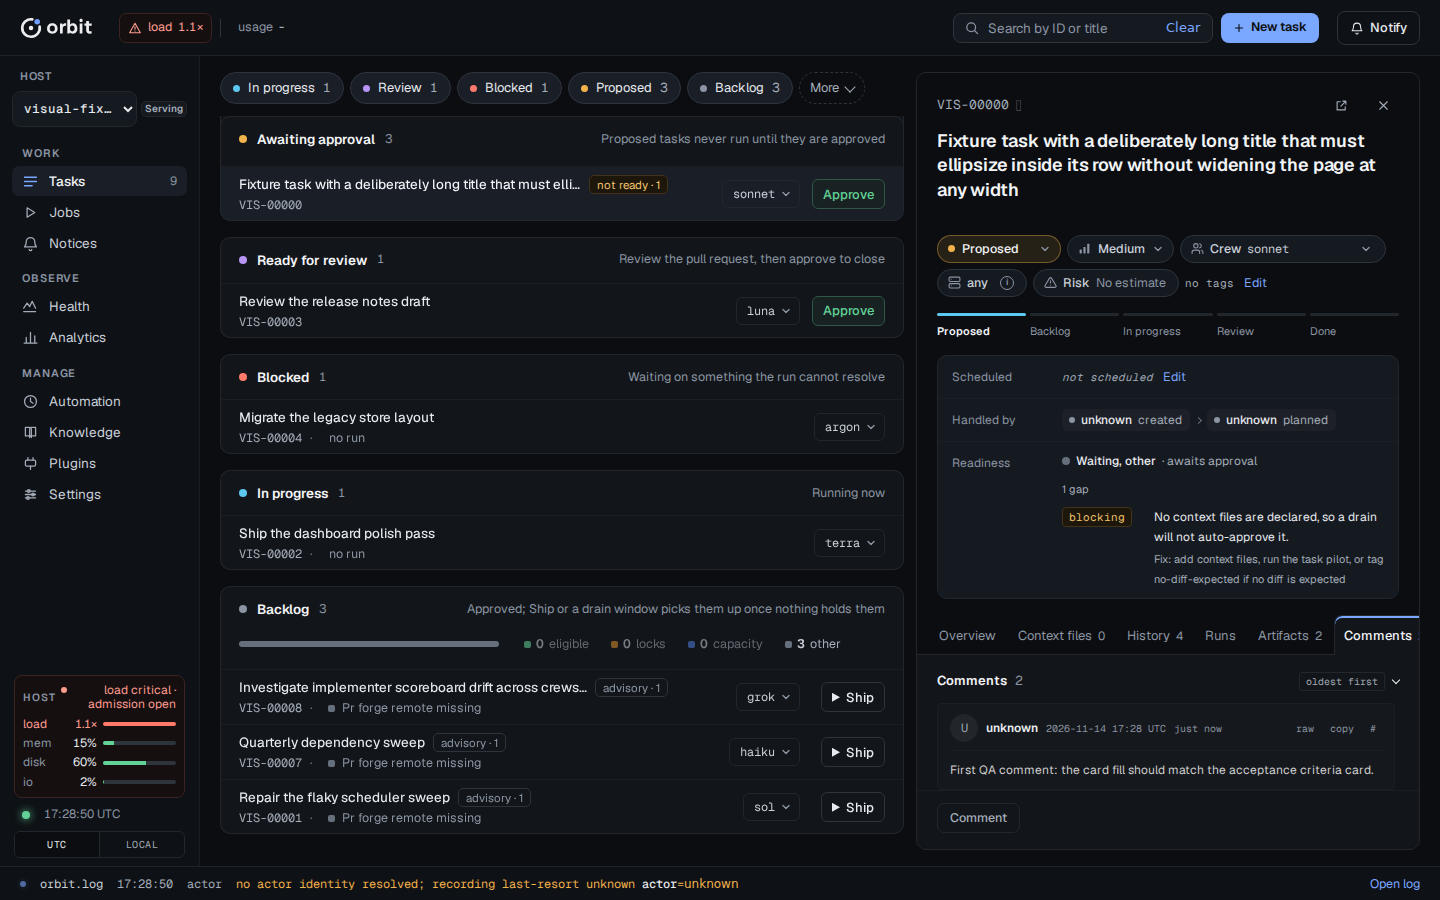 orbit
load 1.1×
usage –
Search by ID or title
Clear
+ New task
Notify
HOST
visual-fix…
Serving
WORK
Tasks 9
Jobs
Notices
OBSERVE
Health
Analytics
MANAGE
Automation
Knowledge
Plugins
Settings
HOST
load critical ·
admission open
load 1.1×
mem 15%
disk 60%
io 2%
17:28:50 UTC
UTC
LOCAL
In progress 1
Review 1
Blocked 1
Proposed 3
Backlog 3
More
Awaiting approval 3
Proposed tasks never run until they are approved
Fixture task with a deliberately long title that must elli…
not ready · 1
VIS-00000
sonnet
Approve
Ready for review 1
Review the pull request, then approve to close
Review the release notes draft
VIS-00003
luna
Approve
Blocked 1
Waiting on something the run cannot resolve
Migrate the legacy store layout
VIS-00004 · no run
argon
In progress 1
Running now
Ship the dashboard polish pass
VIS-00002 · no run
terra
Backlog 3
Approved; Ship or a drain window picks them up once nothing holds them
0 eligible
0 locks
0 capacity
3 other
Investigate implementer scoreboard drift across crews…
advisory · 1
VIS-00008 · Pr forge remote missing
grok
Ship
Quarterly dependency sweep
advisory · 1
VIS-00007 · Pr forge remote missing
haiku
Ship
Repair the flaky scheduler sweep
advisory · 1
VIS-00001 · Pr forge remote missing
sol
Ship
VIS-00000
Fixture task with a deliberately long title that must
ellipsize inside its row without widening the page at
any width
Proposed
Medium
Crew sonnet
any
Risk No estimate
no tags
Edit
Proposed
Backlog
In progress
Review
Done
Scheduled
not scheduled Edit
Handled by
unknown created › unknown planned
Readiness
Waiting, other · awaits approval
1 gap
blocking
No context files are declared, so a drain
will not auto-approve it.
Fix: add context files, run the task pilot, or tag
no-diff-expected if no diff is expected
Overview
Context files 0
History 4
Runs
Artifacts 2
Comments
Comments 2
oldest first
U
unknown 2026-11-14 17:28 UTC just now
raw
copy
#
First QA comment: the card fill should match the acceptance criteria card.
Comment
orbit.log 17:28:50 actor no actor identity resolved; recording last-resort unknown actor=unknown
Open log